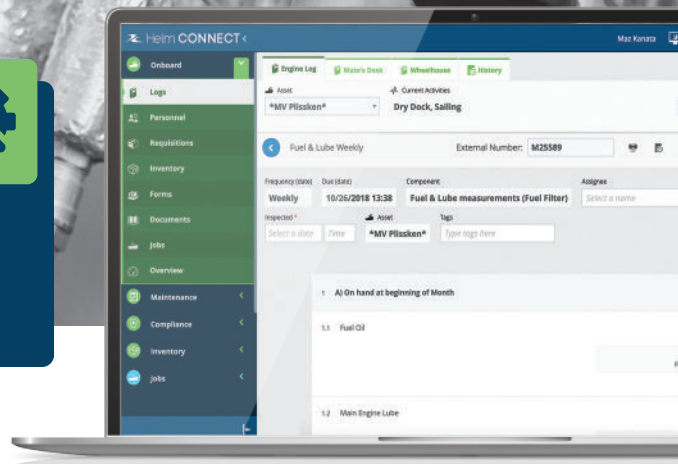 Helm CONNECT
Maz Kanata
Onboard
Engine Log Mate's Desk Wheelhouse History
Logs
Asset Current Activities
*MV Plissken* Dry Dock, Sailing
Personnel
Requisitions
Fuel & Lube Weekly External Number: M25589
Inventory
Frequency (date) Due (date) Component Assignee
Forms
Weekly 10/26/2018 13:38 Fuel & Lube measurements (Fuel Filter) Select a name
Documents
Inspected * Asset Tags
Select a date Time *MV Plissken* Type tags here
Jobs
Overview
Maintenance
1 A) On hand at beginning of Month
Compliance
1.1 Fuel Oil
Inventory
Jobs
1.2 Main Engine Lube